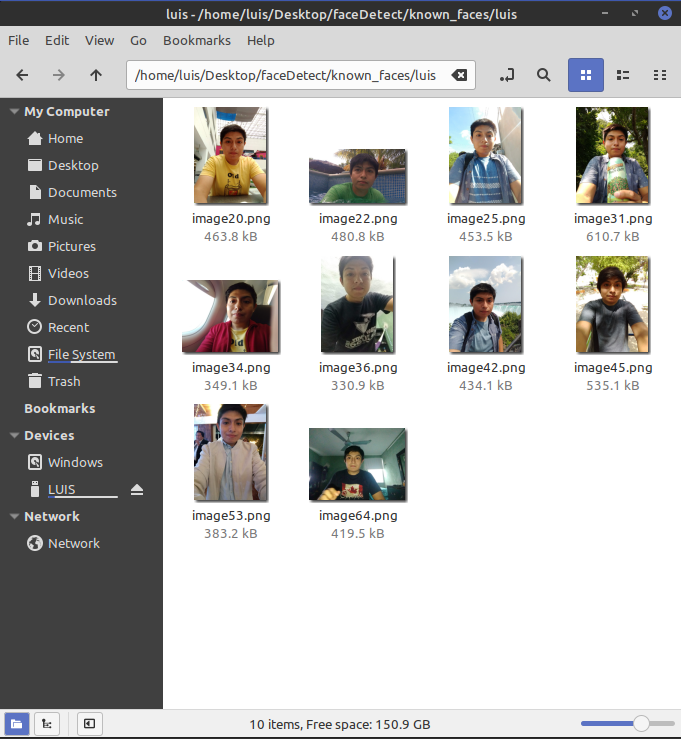 luis - /home/luis/Desktop/faceDetect/known_faces/luis
File Edit View Go Bookmarks Help
/home/luis/Desktop/faceDetect/known_faces/luis
My Computer
Home
Desktop
Documents
Music
Pictures
Videos
Downloads
Recent
File System
Trash
Bookmarks
Devices
Windows
LUIS
Network
Network
image20.png image22.png image25.png image31.png
463.8 kB 480.8 kB 453.5 kB 610.7 kB
image34.png image36.png image42.png image45.png
349.1 kB 330.9 kB 434.1 kB 535.1 kB
image53.png image64.png
383.2 kB 419.5 kB
10 items, Free space: 150.9 GB